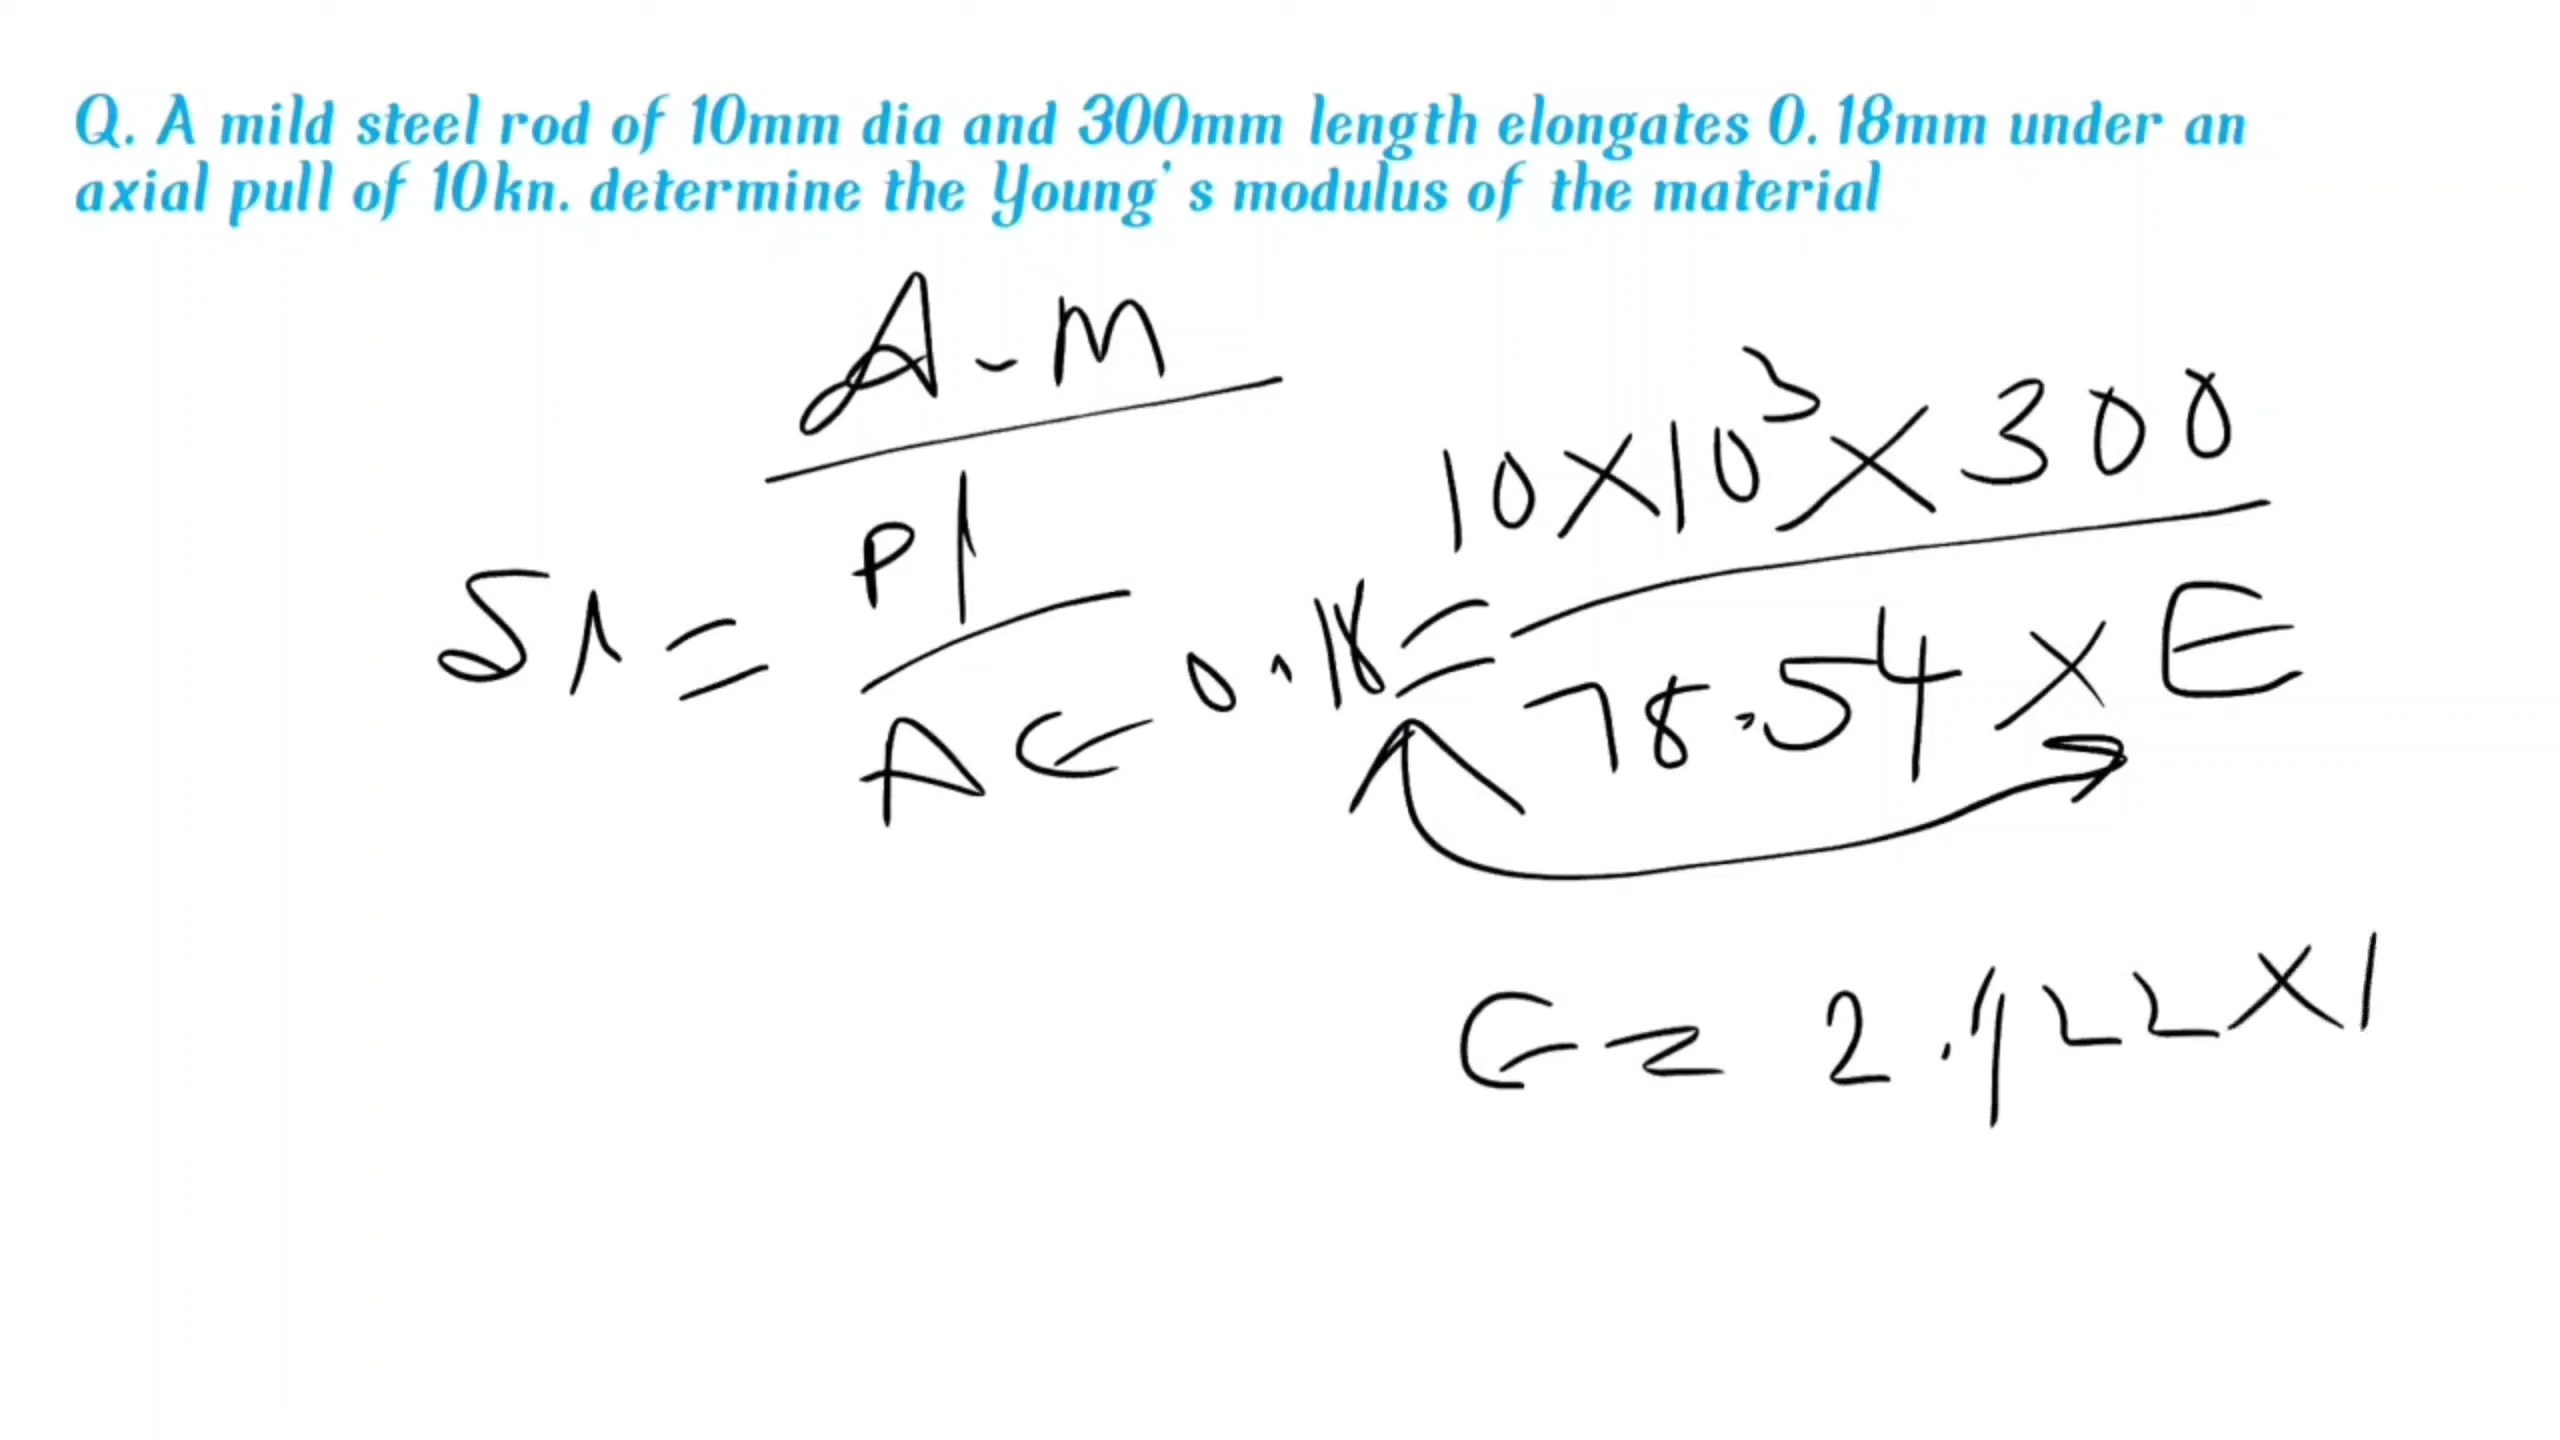 Q. A mild steel rod of 10mm dia and 300mm length elongates 0.18mm under an
axial pull of 10kn. determine the Young's modulus of the material
A-M
δl = Pl / AE
0.18 = 10×10³×300 / 78.54 × E
E = 2.122×1